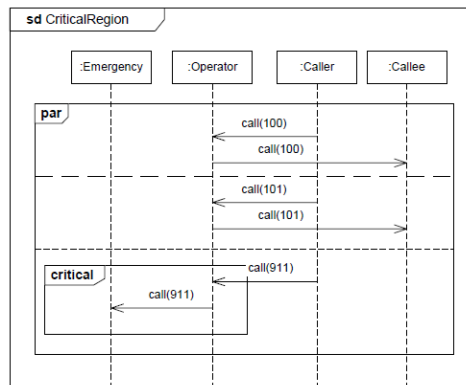 sd CriticalRegion
:Emergency :Operator :Caller :Callee
par
call(100)
call(100)
call(101)
call(101)
critical call(911)
call(911)